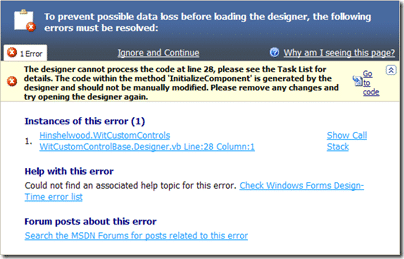 To prevent possible data loss before loading the designer, the following
errors must be resolved:
1 Error
Ignore and Continue
Why am I seeing this page?
The designer cannot process the code at line 28, please see the Task List for
details. The code within the method 'InitializeComponent' is generated by the
designer and should not be manually modified. Please remove any changes and
try opening the designer again.
Go
to
code
Instances of this error (1)
1. Hinshelwood.WitCustomControls
WitCustomControlBase.Designer.vb Line:28 Column:1
Show Call
Stack
Help with this error
Could not find an associated help topic for this error. Check Windows Forms Design-
Time error list
Forum posts about this error
Search the MSDN Forums for posts related to this error